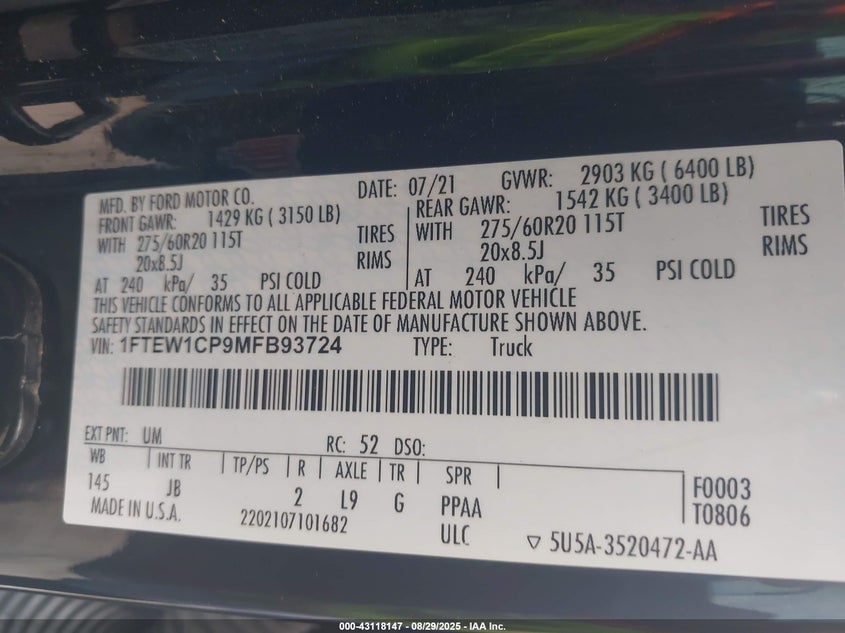 MFD. BY FORD MOTOR CO.
DATE: 07/21 GVWR: 2903 KG ( 6400 LB)
FRONT GAWR: 1429 KG ( 3150 LB) REAR GAWR: 1542 KG ( 3400 LB)
WITH 275/60R20 115T TIRES WITH 275/60R20 115T TIRES
20x8.5J RIMS 20x8.5J RIMS
AT 240 kPa/ 35 PSI COLD AT 240 kPa/ 35 PSI COLD
THIS VEHICLE CONFORMS TO ALL APPLICABLE FEDERAL MOTOR VEHICLE
SAFETY STANDARDS IN EFFECT ON THE DATE OF MANUFACTURE SHOWN ABOVE.
VIN: 1FTEW1CP9MFB93724 TYPE: Truck
EXT PNT: UM RC: 52 DSO:
WB INT TR TP/PS R AXLE TR SPR
145 JB 2 L9 G PPAA F0003
MADE IN U.S.A. 2202107101682 ULC T0806
▽ 5U5A-3520472-AA
000-43118147 - 08/29/2025 - IAA Inc.